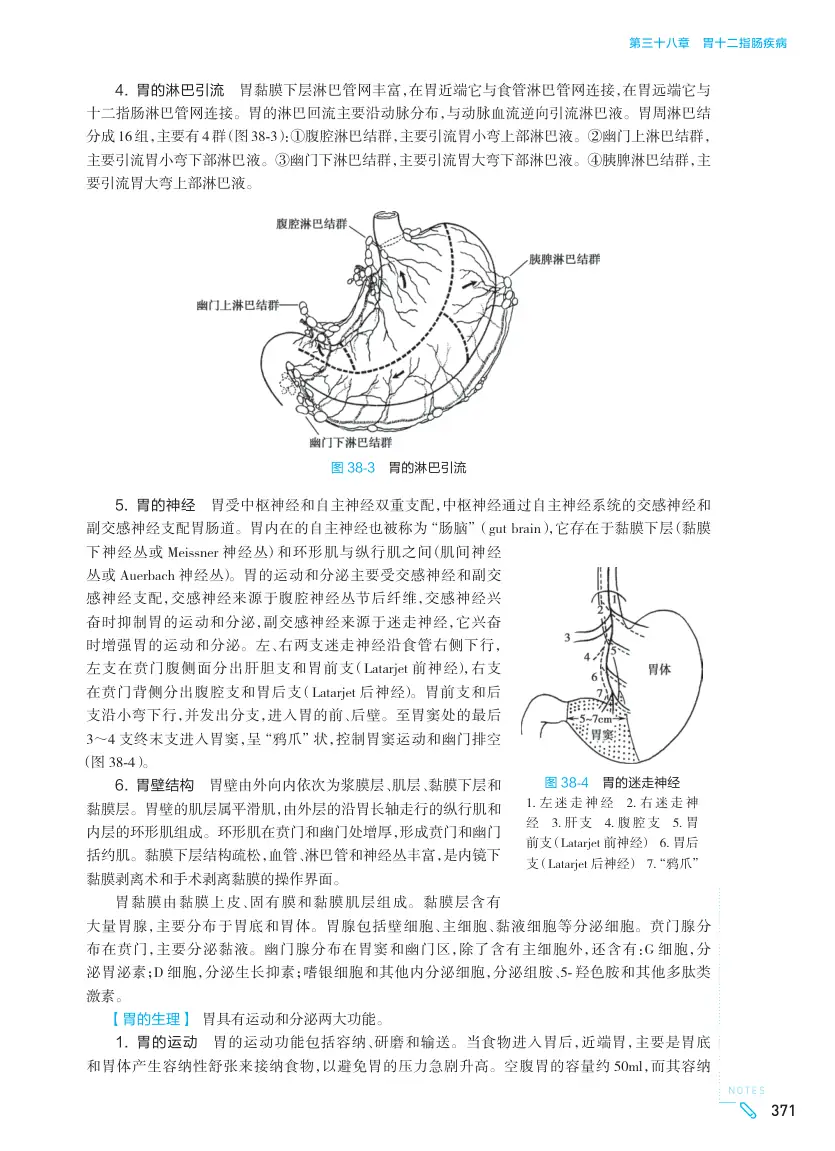 第三十八章 胃十二指肠疾病
4. 胃的淋巴引流 胃黏膜下层淋巴管网丰富,在胃近端它与食管淋巴管网连接,在胃远端它与
十二指肠淋巴管网连接。胃的淋巴回流主要沿动脉分布,与动脉血流逆向引流淋巴液。胃周淋巴结
分成16组,主要有4群(图38-3):①腹腔淋巴结群,主要引流胃小弯上部淋巴液。②幽门上淋巴结群,
主要引流胃小弯下部淋巴液。③幽门下淋巴结群,主要引流胃大弯下部淋巴液。④胰脾淋巴结群,主
要引流胃大弯上部淋巴液。
腹腔淋巴结群
胰脾淋巴结群
幽门上淋巴结群
幽门下淋巴结群
图 38-3 胃的淋巴引流
5. 胃的神经 胃受中枢神经和自主神经双重支配,中枢神经通过自主神经系统的交感神经和
副交感神经支配胃肠道。胃内在的自主神经也被称为“肠脑”(gut brain),它存在于黏膜下层(黏膜
下神经丛或 Meissner 神经丛)和环形肌与纵行肌之间(肌间神经
丛或 Auerbach 神经丛)。胃的运动和分泌主要受交感神经和副交
感神经支配,交感神经来源于腹腔神经丛节后纤维,交感神经兴
奋时抑制胃的运动和分泌,副交感神经来源于迷走神经,它兴奋
时增强胃的运动和分泌。左、右两支迷走神经沿食管右侧下行,
左支在贲门腹侧面分出肝胆支和胃前支(Latarjet 前神经),右支
在贲门背侧分出腹腔支和胃后支(Latarjet 后神经)。胃前支和后
支沿小弯下行,并发出分支,进入胃的前、后壁。至胃窦处的最后
3~4 支终末支进入胃窦,呈“鸦爪”状,控制胃窦运动和幽门排空
(图 38-4)。
1
2
3
4
5
6
7
胃体
5~7cm
胃窦
图 38-4 胃的迷走神经
1. 左迷走神经 2. 右迷走神
经 3. 肝支 4. 腹腔支 5. 胃
前支(Latarjet 前神经) 6. 胃后
支(Latarjet 后神经) 7. “鸦爪”
6. 胃壁结构 胃壁由外向内依次为浆膜层、肌层、黏膜下层和
黏膜层。胃壁的肌层属平滑肌,由外层的沿胃长轴走行的纵行肌和
内层的环形肌组成。环形肌在贲门和幽门处增厚,形成贲门和幽门
括约肌。黏膜下层结构疏松,血管、淋巴管和神经丛丰富,是内镜下
黏膜剥离术和手术剥离黏膜的操作界面。
胃黏膜由黏膜上皮、固有膜和黏膜肌层组成。黏膜层含有
大量胃腺,主要分布于胃底和胃体。胃腺包括壁细胞、主细胞、黏液细胞等分泌细胞。贲门腺分
布在贲门,主要分泌黏液。幽门腺分布在胃窦和幽门区,除了含有主细胞外,还含有:G 细胞,分
泌胃泌素;D 细胞,分泌生长抑素;嗜银细胞和其他内分泌细胞,分泌组胺、5-羟色胺和其他多肽类
激素。
【胃的生理】 胃具有运动和分泌两大功能。
1. 胃的运动 胃的运动功能包括容纳、研磨和输送。当食物进入胃后,近端胃,主要是胃底
和胃体产生容纳性舒张来接纳食物,以避免胃的压力急剧升高。空腹胃的容量约 50ml,而其容纳
NOTES
371